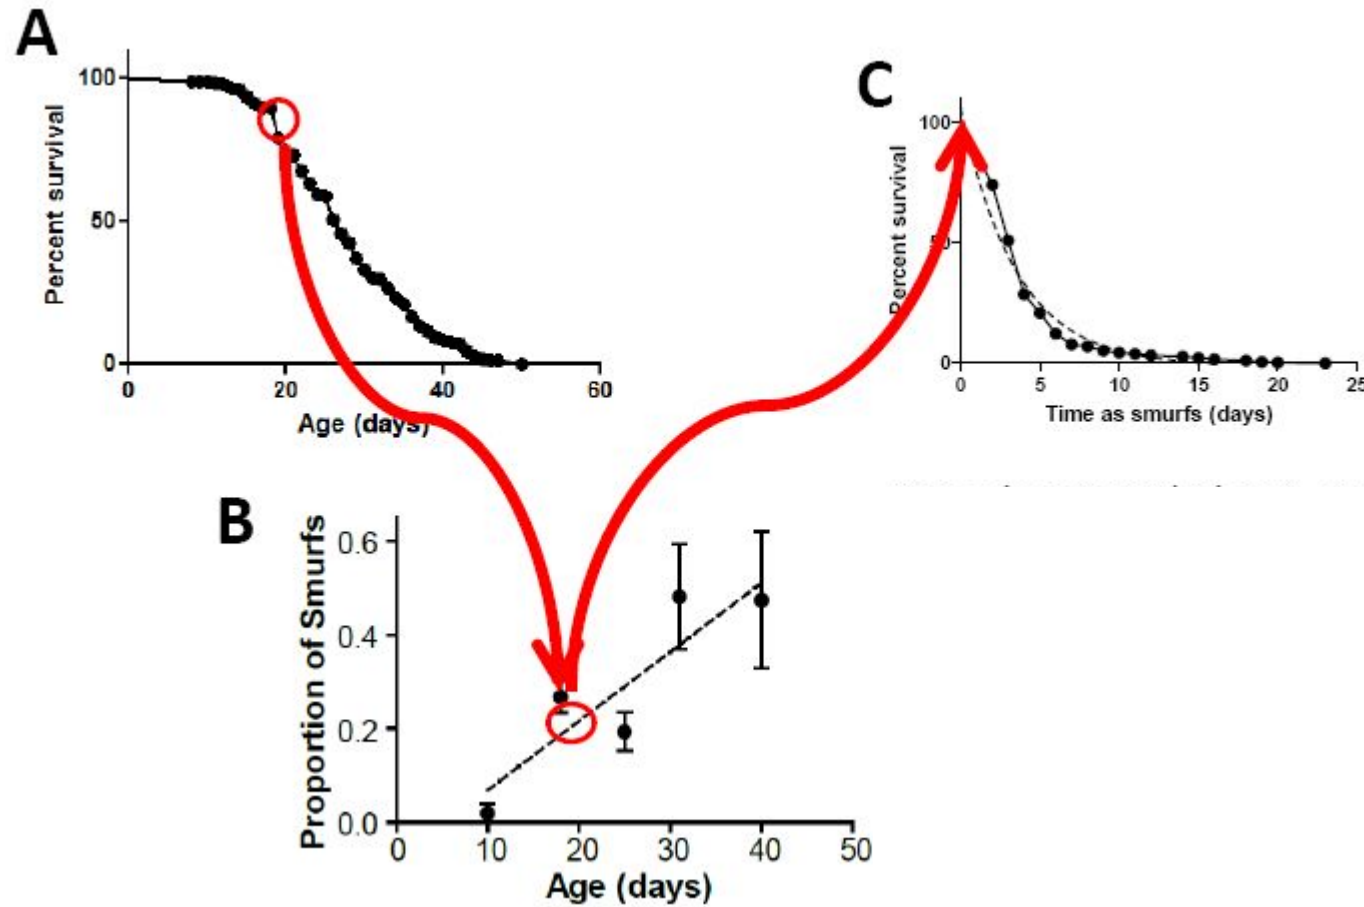 A
Percent survival
100
50
0
0 20 40 60
Age (days)
C
Percent survival
100
0
0 5 10 15 20 25
Time as smurfs (days)
B
Proportion of Smurfs
0.6
0.4
0.2
0.0
0 10 20 30 40 50
Age (days)